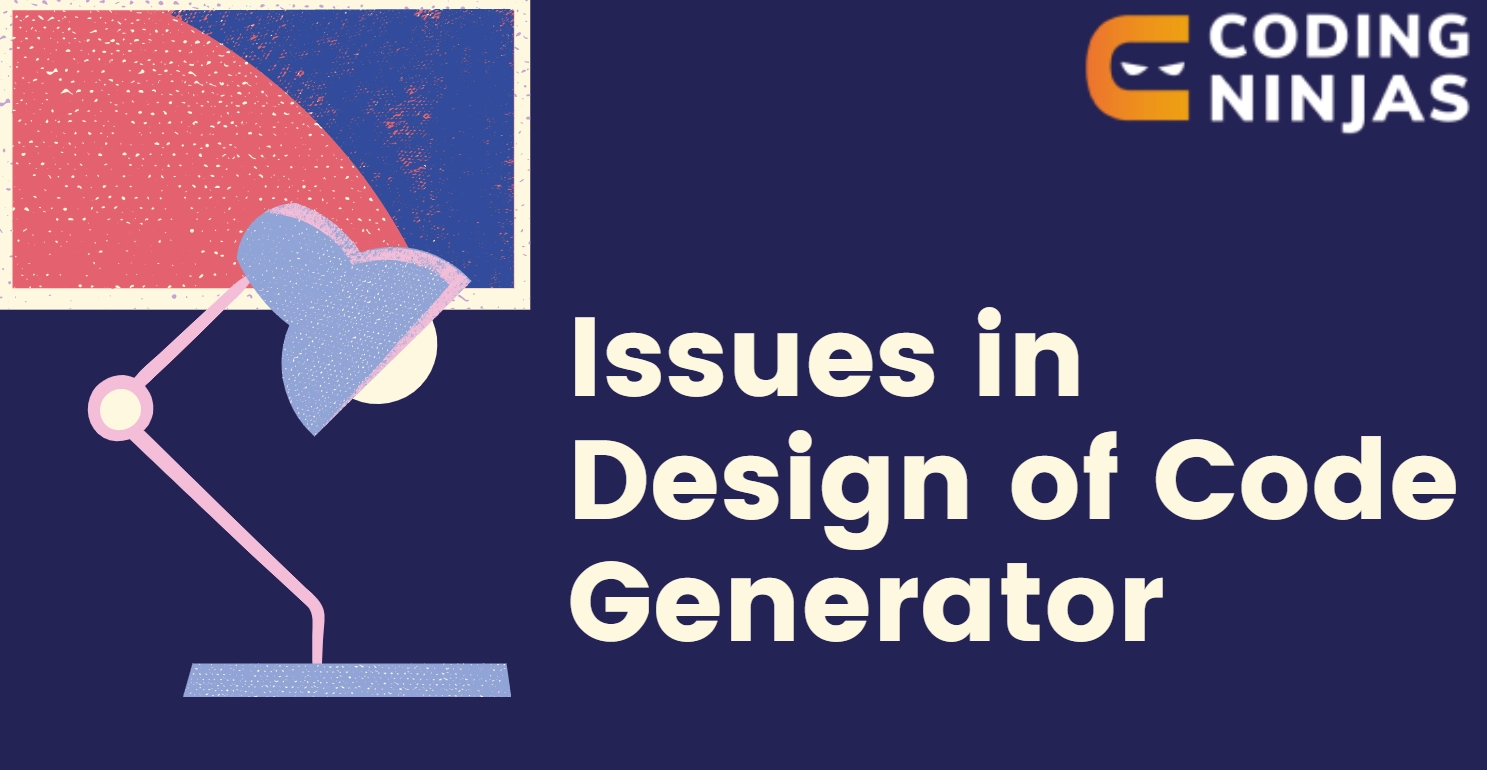 CODING
NINJAS
Issues in
Design of Code
Generator